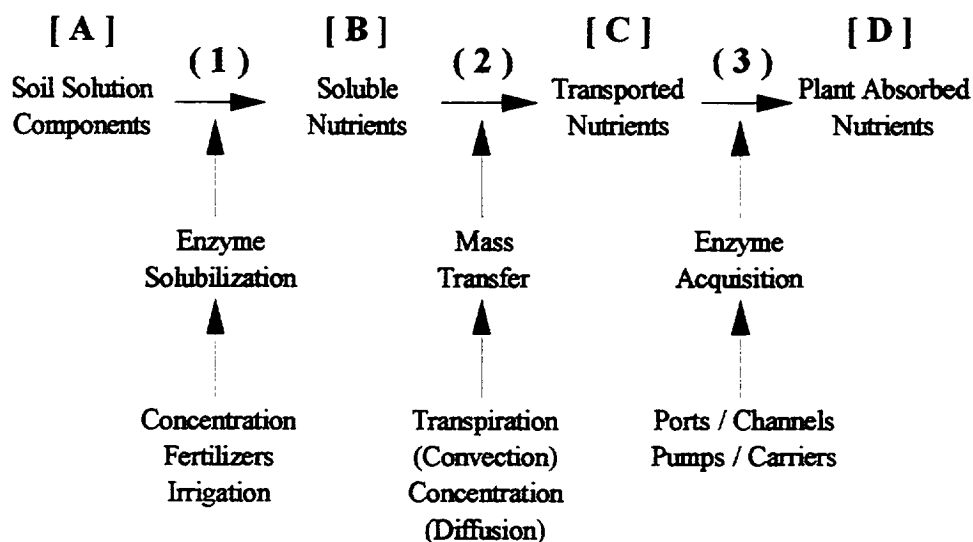 [ A ] [ B ] [ C ] [ D ]
( 1 ) ( 2 ) ( 3 )
Soil Solution Soluble Transported Plant Absorbed
Components Nutrients Nutrients Nutrients
Enzyme Mass Enzyme
Solubilization Transfer Acquisition
Concentration Transpiration Ports / Channels
Fertilizers (Convection) Pumps / Carriers
Irrigation Concentration
(Diffusion)